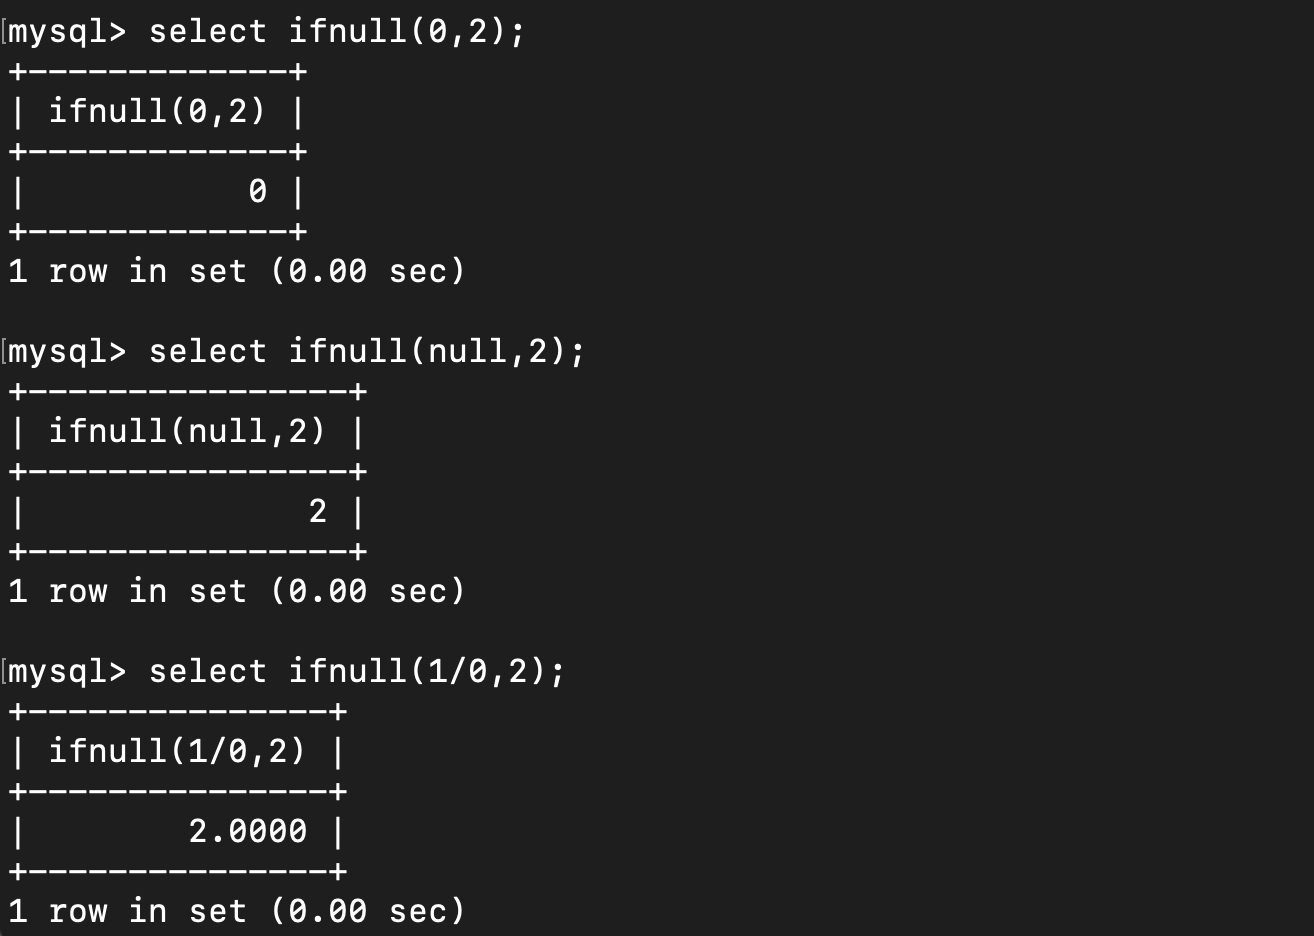 mysql> select ifnull(0,2);
+-------------+
| ifnull(0,2) |
+-------------+
|           0 |
+-------------+
1 row in set (0.00 sec)

mysql> select ifnull(null,2);
+----------------+
| ifnull(null,2) |
+----------------+
|              2 |
+----------------+
1 row in set (0.00 sec)

mysql> select ifnull(1/0,2);
+---------------+
| ifnull(1/0,2) |
+---------------+
|        2.0000 |
+---------------+
1 row in set (0.00 sec)